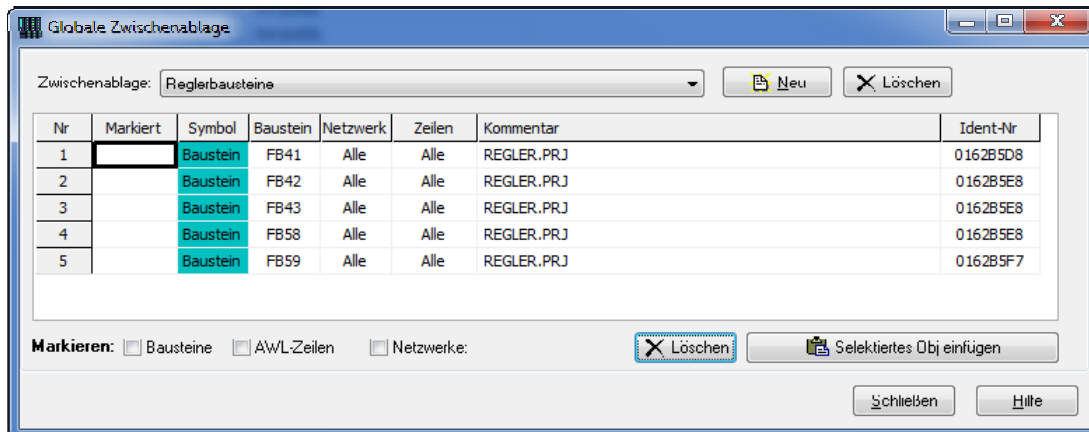 Globale Zwischenablage
Zwischenablage: Reglerbausteine Neu Löschen
Nr Markiert Symbol Baustein Netzwerk Zeilen Kommentar Ident-Nr
1 Baustein FB41 Alle Alle REGLER.PRJ 0162B5D8
2 Baustein FB42 Alle Alle REGLER.PRJ 0162B5E8
3 Baustein FB43 Alle Alle REGLER.PRJ 0162B5E8
4 Baustein FB58 Alle Alle REGLER.PRJ 0162B5E8
5 Baustein FB59 Alle Alle REGLER.PRJ 0162B5F7
Markieren: Bausteine AWL-Zeilen Netzwerke: Löschen Selektiertes Obj einfügen
Schließen Hilfe